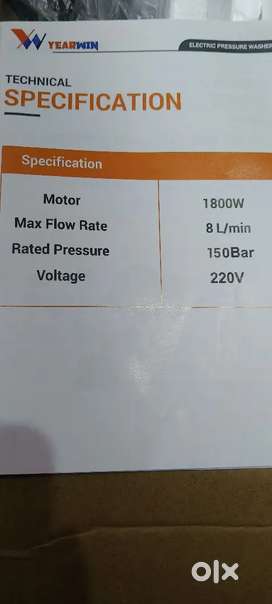 YW YEARWIN
ELECTRIC PRESSURE WASHER
TECHNICAL
SPECIFICATION
Specification
Motor 1800W
Max Flow Rate 8 L/min
Rated Pressure 150Bar
Voltage 220V
olx